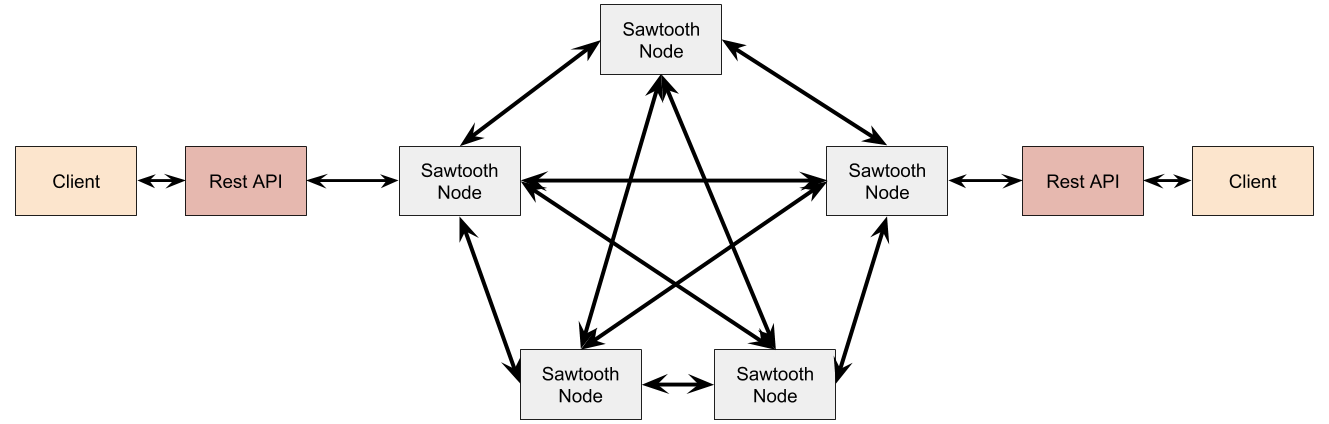 Sawtooth
Node
Client
Rest API
Sawtooth
Node
Sawtooth
Node
Rest API
Client
Sawtooth
Node
Sawtooth
Node